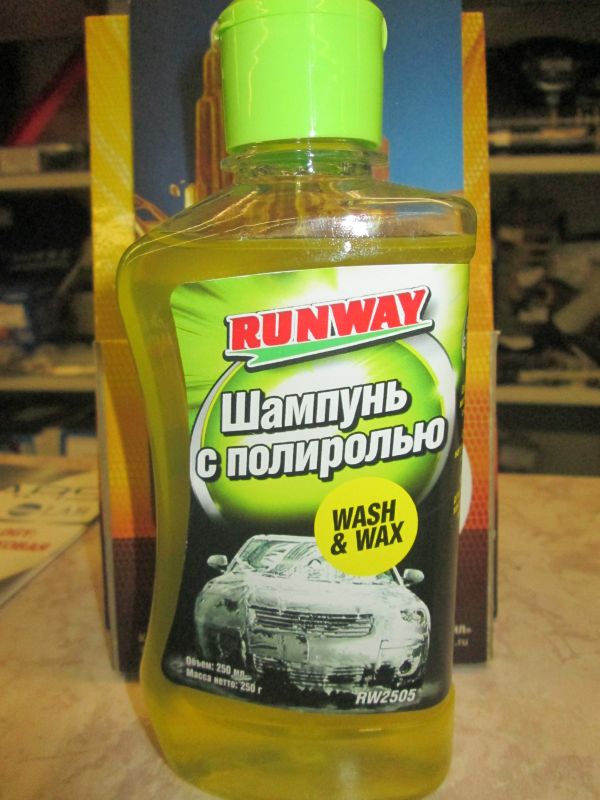 RUNWAY
Шампунь
с полиролью
WASH
& WAX
Объем: 250 мл
Масса нетто: 250 г
RW2505